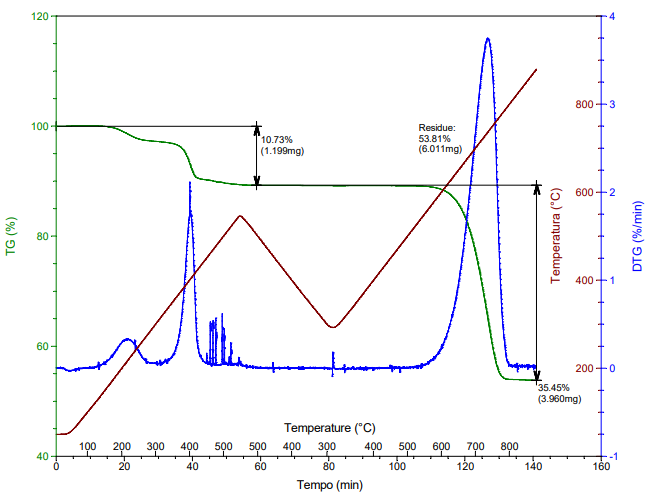 120
100
80
60
40
TG (%)
10.73%
(1.199mg)
Residue:
53.81%
(6.011mg)
35.45%
(3.960mg)
800
600
400
200
Temperatura (°C)
4
3
2
1
0
-1
DTG (%/min)
Temperature (°C)
100 200 300 400 500 500 400 300 400 500 600 700 800
0 20 40 60 80 100 120 140 160
Tempo (min)